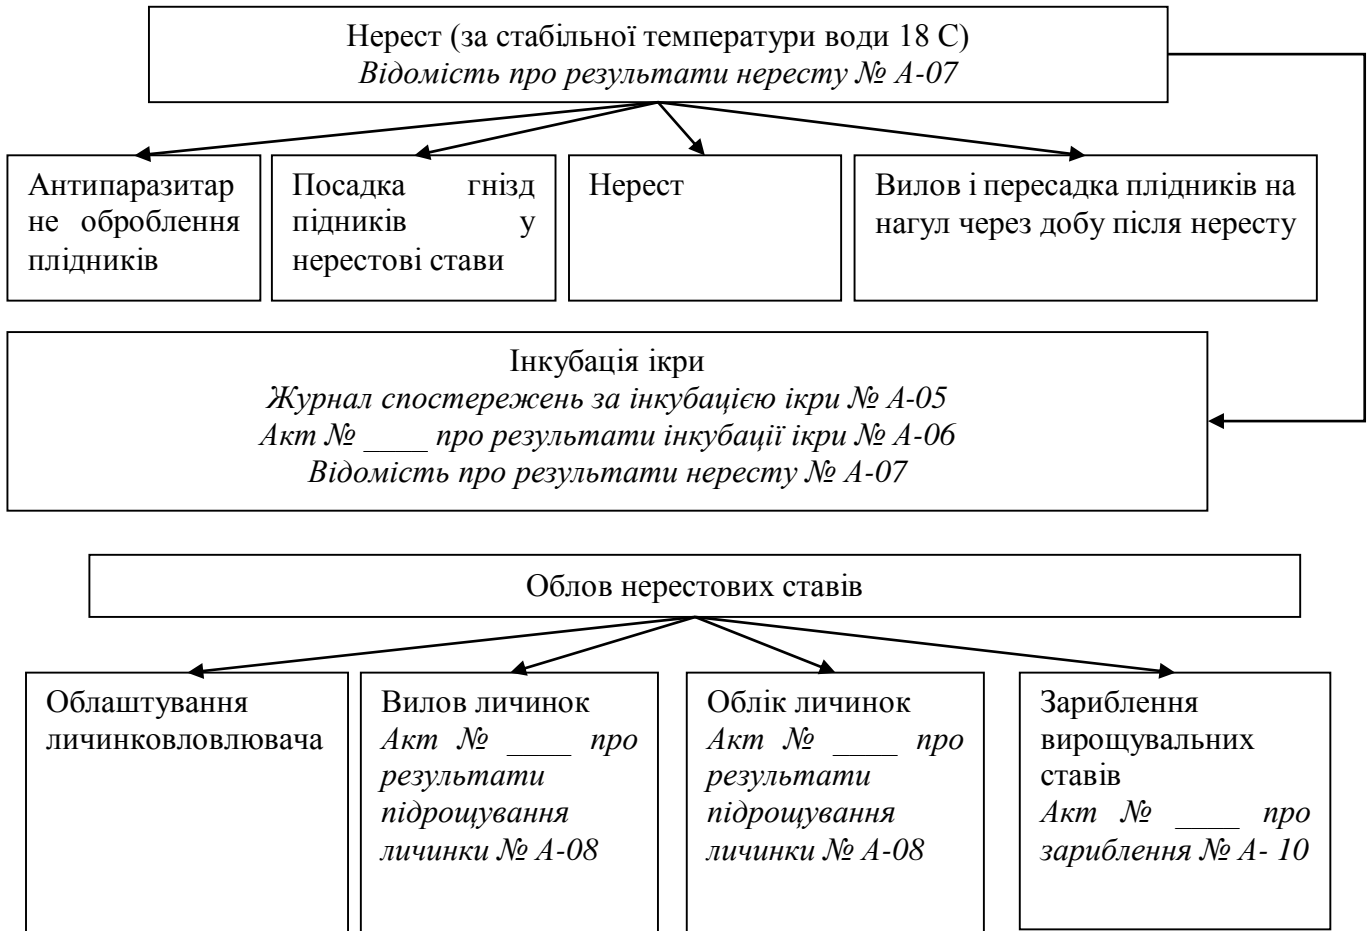 Нерест (за стабільної температури води 18 С)
Відомість про результати нересту № А-07
Антипаразитар
не оброблення
плідників
Посадка гнізд
підників у
нерестові стави
Нерест
Вилов і пересадка плідників на
нагул через добу після нересту
Інкубація ікри
Журнал спостережень за інкубацією ікри № А-05
Акт № ____ про результати інкубації ікри № А-06
Відомість про результати нересту № А-07
Облов нерестових ставів
Облаштування
личинковловлювача
Вилов личинок
Акт № ____ про
результати
підрощування
личинки № А-08
Облік личинок
Акт № ____ про
результати
підрощування
личинки № А-08
Зариблення
вирощувальних
ставів
Акт № ____ про
зариблення № А- 10